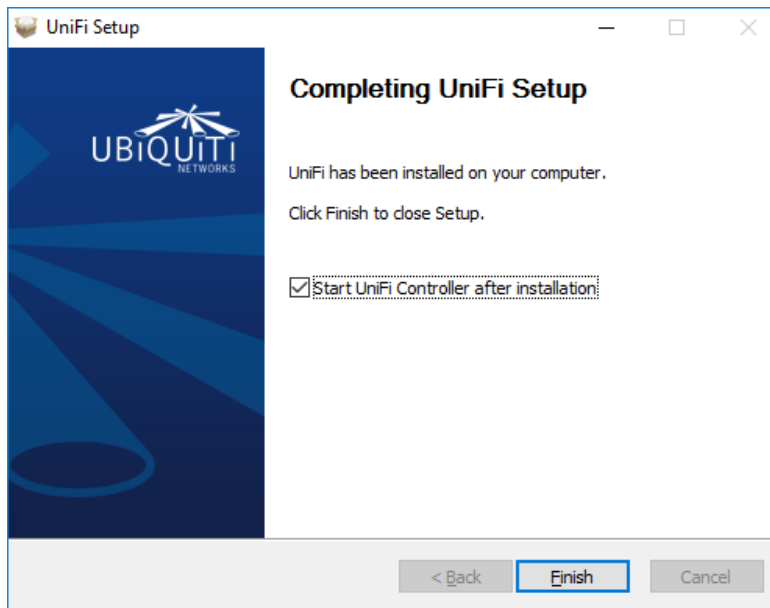 UniFi Setup
Completing UniFi Setup
UBiQUiTi
NETWORKS
UniFi has been installed on your computer.
Click Finish to close Setup.
Start UniFi Controller after installation
< Back
Finish
Cancel